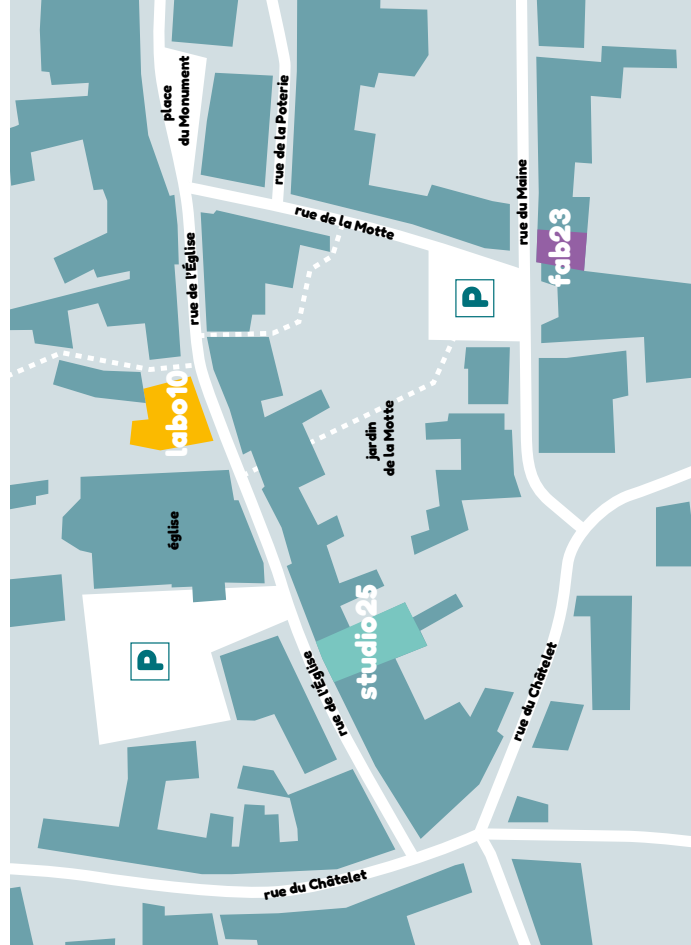 place
du Monument
rue de la Poterie
rue du Maine
fab23
rue de la Motte
rue de l'Église
P
labo10
jardin
de la Motte
église
studio25
P
rue de l'Église
rue du Châtelet
rue du Châtelet